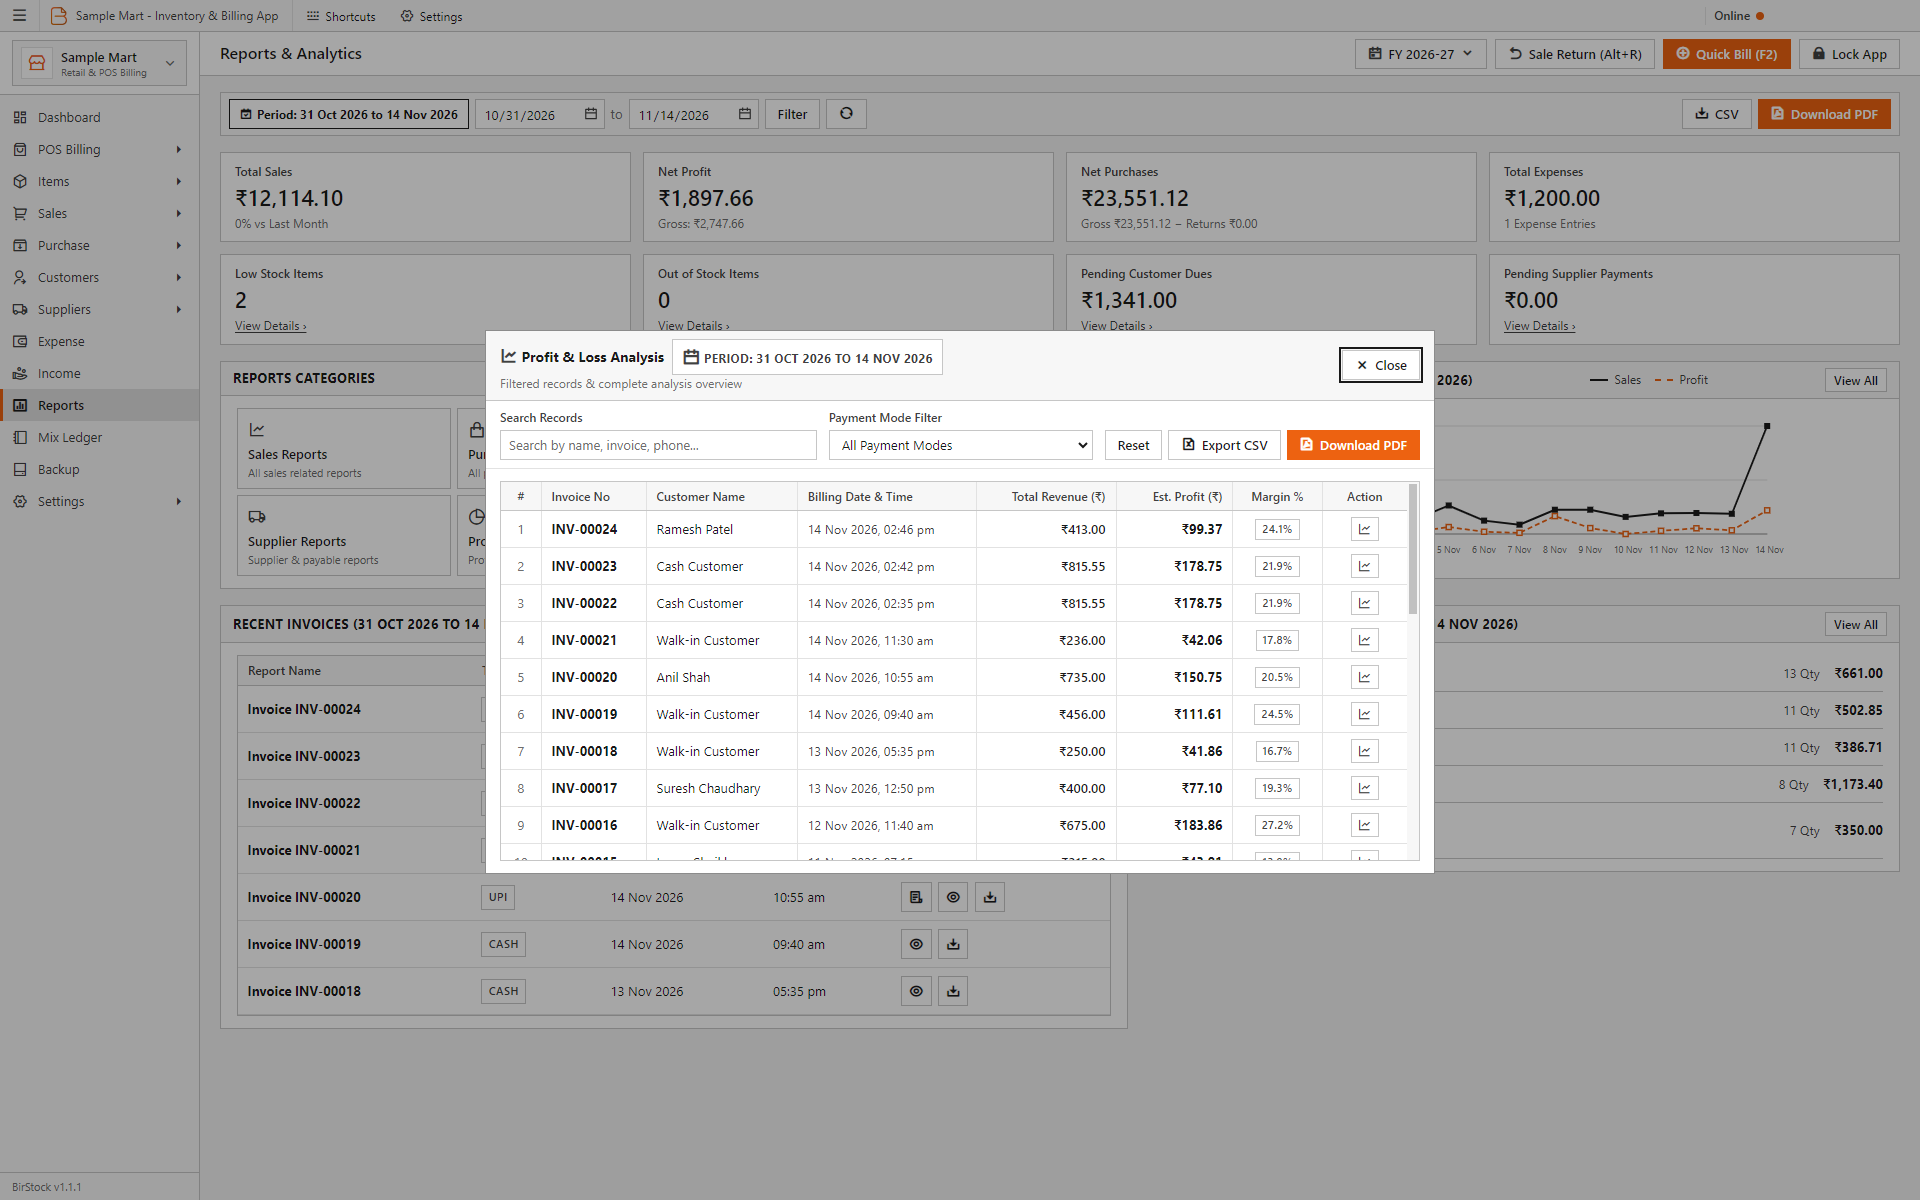 Sample Mart - Inventory & Billing App
Shortcuts
Settings
Online
Sample Mart
Retail & POS Billing
Reports & Analytics
FY 2026-27
Sale Return (Alt+R)
Quick Bill (F2)
Lock App
Dashboard
POS Billing
Items
Sales
Purchase
Customers
Suppliers
Expense
Income
Reports
Mix Ledger
Backup
Settings
BirStock v1.1.1
Period: 31 Oct 2026 to 14 Nov 2026
10/31/2026
to
11/14/2026
Filter
CSV
Download PDF
Total Sales
₹12,114.10
0% vs Last Month
Net Profit
₹1,897.66
Gross: ₹2,747.66
Net Purchases
₹23,551.12
Gross ₹23,551.12 – Returns ₹0.00
Total Expenses
₹1,200.00
1 Expense Entries
Low Stock Items
2
View Details ›
Out of Stock Items
0
View Details ›
Pending Customer Dues
₹1,341.00
View Details ›
Pending Supplier Payments
₹0.00
View Details ›
REPORTS CATEGORIES
Sales Reports
All sales related reports
Supplier Reports
Supplier & payable reports
2026)
Sales
Profit
View All
5 Nov 6 Nov 7 Nov 8 Nov 9 Nov 10 Nov 11 Nov 12 Nov 13 Nov 14 Nov
RECENT INVOICES (31 OCT 2026 TO 14
Report Name
Invoice INV-00024
Invoice INV-00023
Invoice INV-00022
Invoice INV-00021
Invoice INV-00020 UPI 14 Nov 2026 10:55 am
Invoice INV-00019 CASH 14 Nov 2026 09:40 am
Invoice INV-00018 CASH 13 Nov 2026 05:35 pm
4 NOV 2026)
View All
13 Qty ₹661.00
11 Qty ₹502.85
11 Qty ₹386.71
8 Qty ₹1,173.40
7 Qty ₹350.00
Profit & Loss Analysis
PERIOD: 31 OCT 2026 TO 14 NOV 2026
Filtered records & complete analysis overview
× Close
Search Records
Search by name, invoice, phone...
Payment Mode Filter
All Payment Modes
Reset
Export CSV
Download PDF
# Invoice No Customer Name Billing Date & Time Total Revenue (₹) Est. Profit (₹) Margin % Action
1 INV-00024 Ramesh Patel 14 Nov 2026, 02:46 pm ₹413.00 ₹99.37 24.1%
2 INV-00023 Cash Customer 14 Nov 2026, 02:42 pm ₹815.55 ₹178.75 21.9%
3 INV-00022 Cash Customer 14 Nov 2026, 02:35 pm ₹815.55 ₹178.75 21.9%
4 INV-00021 Walk-in Customer 14 Nov 2026, 11:30 am ₹236.00 ₹42.06 17.8%
5 INV-00020 Anil Shah 14 Nov 2026, 10:55 am ₹735.00 ₹150.75 20.5%
6 INV-00019 Walk-in Customer 14 Nov 2026, 09:40 am ₹456.00 ₹111.61 24.5%
7 INV-00018 Walk-in Customer 13 Nov 2026, 05:35 pm ₹250.00 ₹41.86 16.7%
8 INV-00017 Suresh Chaudhary 13 Nov 2026, 12:50 pm ₹400.00 ₹77.10 19.3%
9 INV-00016 Walk-in Customer 12 Nov 2026, 11:40 am ₹675.00 ₹183.86 27.2%